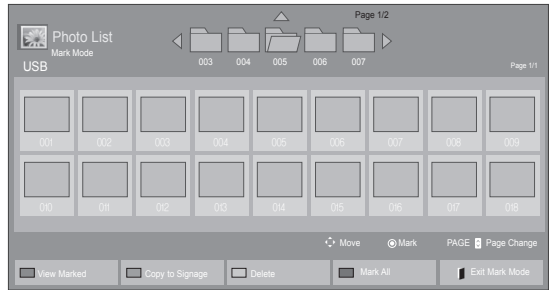 Page 1/2
Photo List
Mark Mode
USB
003 004 005 006 007
Page 1/1
001 002 003 004 005 006 007 008 009
010 011 012 013 014 015 016 017 018
Move Mark PAGE Page Change
View Marked Copy to Signage Delete Mark All Exit Mark Mode